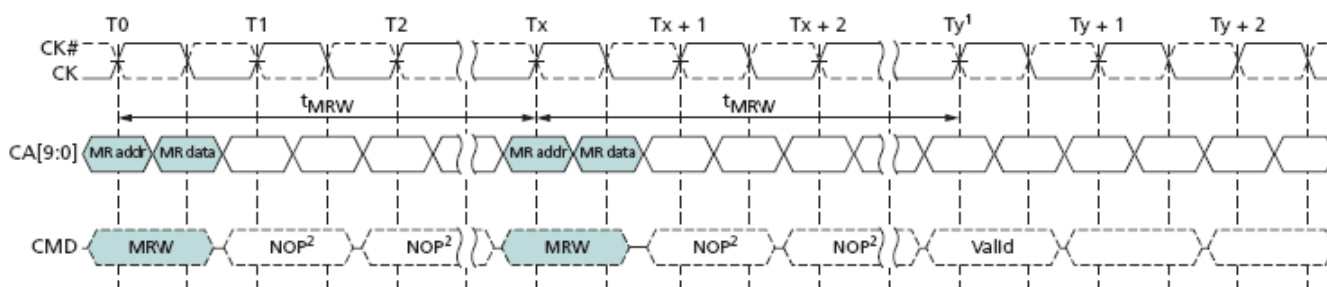 T0 T1 T2 Tx Tx + 1 Tx + 2 Ty¹ Ty + 1 Ty + 2
CK#
CK
tMRW tMRW
CA[9:0] MR addr MR data MR addr MR data
CMD MRW NOP² NOP² MRW NOP² NOP² Valid